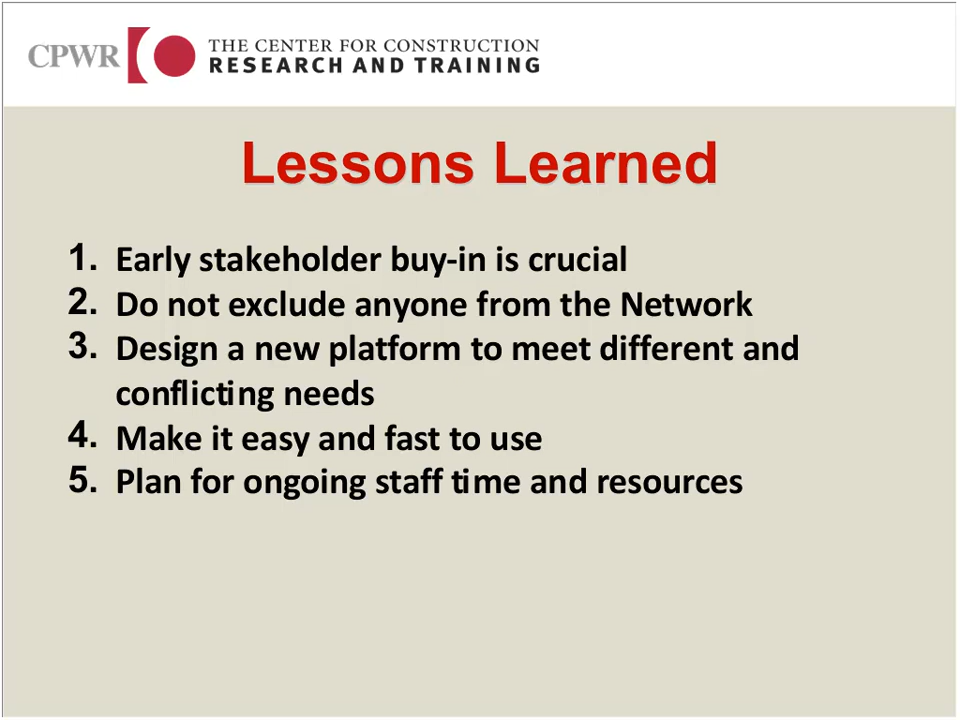 CPWR
THE CENTER FOR CONSTRUCTION
RESEARCH AND TRAINING
Lessons Learned
1. Early stakeholder buy-in is crucial
2. Do not exclude anyone from the Network
3. Design a new platform to meet different and
conflicting needs
4. Make it easy and fast to use
5. Plan for ongoing staff time and resources